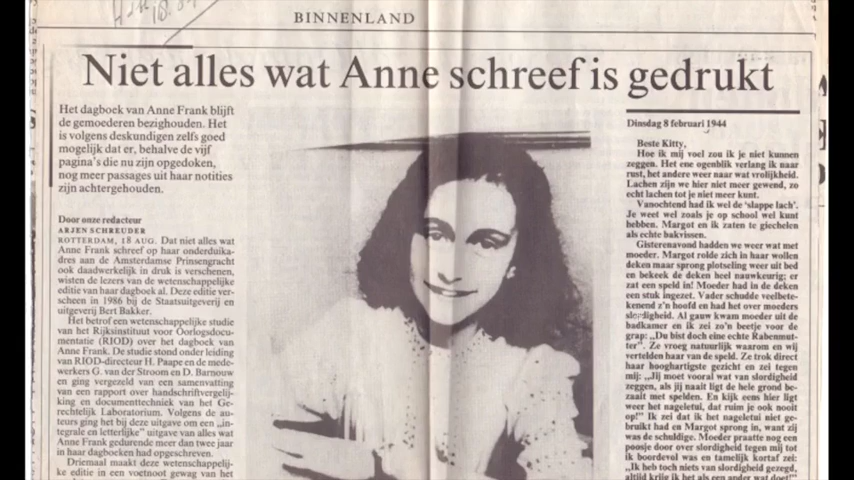 BINNENLAND
Niet alles wat Anne schreef is gedrukt
Het dagboek van Anne Frank blijft
de gemoederen bezighouden. Het
is volgens deskundigen zelfs goed
mogelijk dat er, behalve de vijf
pagina's die nu zijn opgedoken,
nog meer passages uit haar notities
zijn achtergehouden.
Door onze redacteur
ARJEN SCHREUDER
ROTTERDAM, 18 AUG. Dat niet alles wat
Anne Frank schreef op haar onderduika-
dres aan de Amsterdamse Prinsengracht
ook daadwerkelijk in druk is verschenen,
wisten de lezers van de wetenschappelijke
editie van haar dagboek al. Deze editie ver-
scheen in 1986 bij de Staatsuitgeverij en
uitgeverij Bert Bakker.
Het betrof een wetenschappelijke studie
van het Rijksinstituut voor Oorlogsdocu-
mentatie (RIOD) over het dagboek van
Anne Frank. De studie stond onder leiding
van RIOD-directeur H. Paape en de mede-
werkers G. van der Stroom en D. Barnouw
en ging vergezeld van een samenvatting
van een rapport over handschriftvergelij-
king en documenttechniek van het Ge-
rechtelijk Laboratorium. Volgens de au-
teurs ging het bij deze uitgave om een „in-
tegrale en letterlijke" uitgave van alles wat
Anne Frank gedurende meer dan twee jaar
in haar dagboeken had opgeschreven.
Driemaal maakt deze wetenschappelij-
ke editie in een voetnoot gewag van het
Dinsdag 8 februari 1944
Beste Kitty,
Hoe ik mij voel zou ik je niet kunnen
zeggen. Het ene ogenblik verlang ik naar
rust, het andere weer naar wat vrolijkheid.
Lachen zijn we hier niet meer gewend, zo
echt lachen tot je niet meer kunt.
Vanochtend had ik wel de 'slappe lach'.
Je weet wel zoals je op school wel kunt
hebben. Margot en ik zaten te giechelen
als echte bakvissen.
Gisterenavond hadden we weer wat met
moeder. Margot rolde zich in haar wollen
deken maar sprong plotseling weer uit bed
en bekeek de deken heel nauwkeurig; er
zat een speld in! Moeder had in de deken
een stuk ingezet. Vader schudde veelbete-
kenend z'n hoofd en had het over moeders
slordigheid. Al gauw kwam moeder uit de
badkamer en ik zei zo'n beetje voor de
grap: „Du bist doch eine echte Rabenmut-
ter". Ze vroeg natuurlijk waarom en wij
vertelden haar van de speld. Ze trok direct
haar hooghartigste gezicht en zei tegen
mij: „Jij moet vooral wat van slordigheid
zeggen, als jij naait ligt de hele grond be-
zaait met spelden. En kijk eens hier ligt
weer het nageletui, dat ruim je ook nooit
op!" Ik zei dat ik het nageletui niet ge-
bruikt had en Margot sprong in, want zij
was de schuldige. Moeder praatte nog een
poosje door over slordigheid tegen mij tot
ik boordevol was en tamelijk kortaf zei:
„Ik heb toch niets van slordigheid gezegd,
altijd krijg ik het als een ander wat doet!"